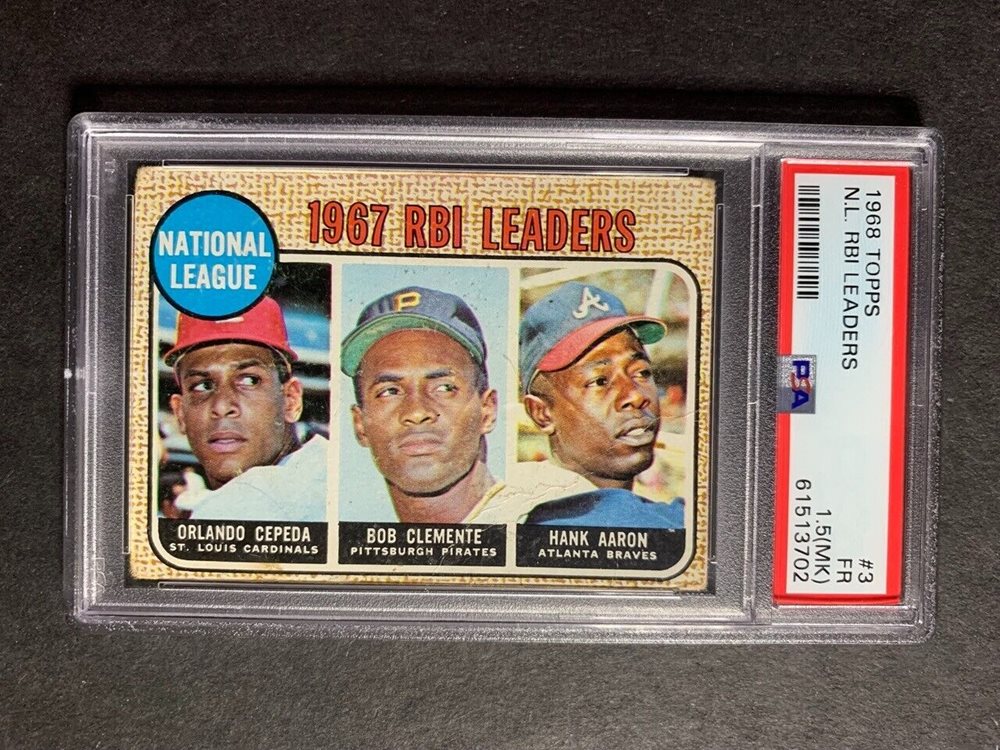 NATIONAL
LEAGUE
1967 RBI LEADERS
P
A
ORLANDO CEPEDA
ST. LOUIS CARDINALS
BOB CLEMENTE
PITTSBURGH PIRATES
HANK AARON
ATLANTA BRAVES
1968 TOPPS
N.L. RBI LEADERS
PSA
#3
FR
1.5(MK)
61513702